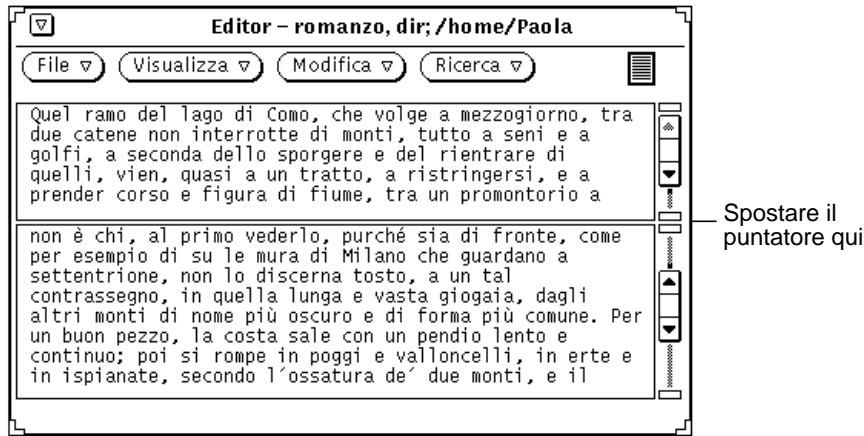 Editor – romanzo, dir; /home/Paola
File Visualizza Modifica Ricerca
Quel ramo del lago di Como, che volge a mezzogiorno, tra
due catene non interrotte di monti, tutto a seni e a
golfi, a seconda dello sporgere e del rientrare di
quelli, vien, quasi a un tratto, a ristringersi, e a
prender corso e figura di fiume, tra un promontorio a
Spostare il
puntatore qui
non è chi, al primo vederlo, purché sia di fronte, come
per esempio di su le mura di Milano che guardano a
settentrione, non lo discerna tosto, a un tal
contrassegno, in quella lunga e vasta giogaia, dagli
altri monti di nome più oscuro e di forma più comune. Per
un buon pezzo, la costa sale con un pendio lento e
continuo; poi si rompe in poggi e valloncelli, in erte e
in ispianate, secondo l´ossatura de´ due monti, e il